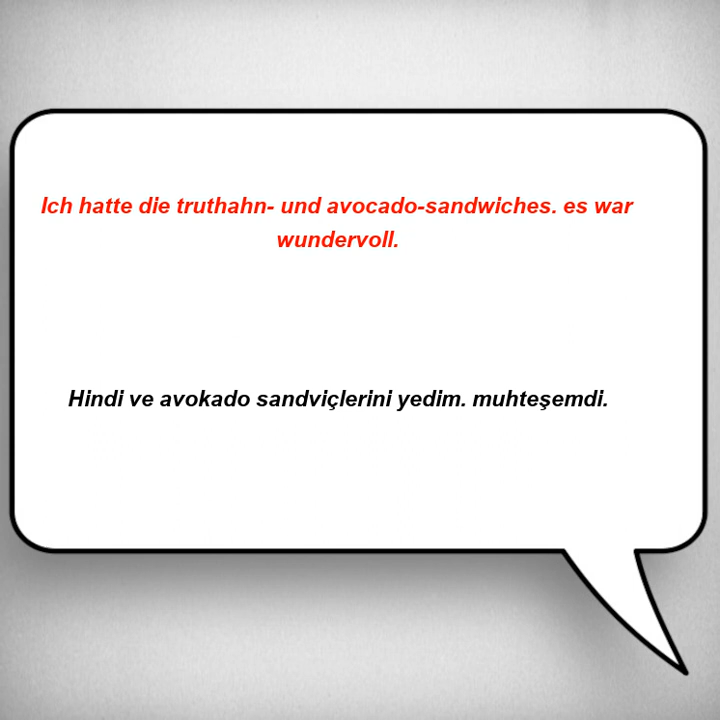 Ich hatte die truthahn- und avocado-sandwiches. es war
wundervoll.
Hindi ve avokado sandviçlerini yedim. muhteşemdi.